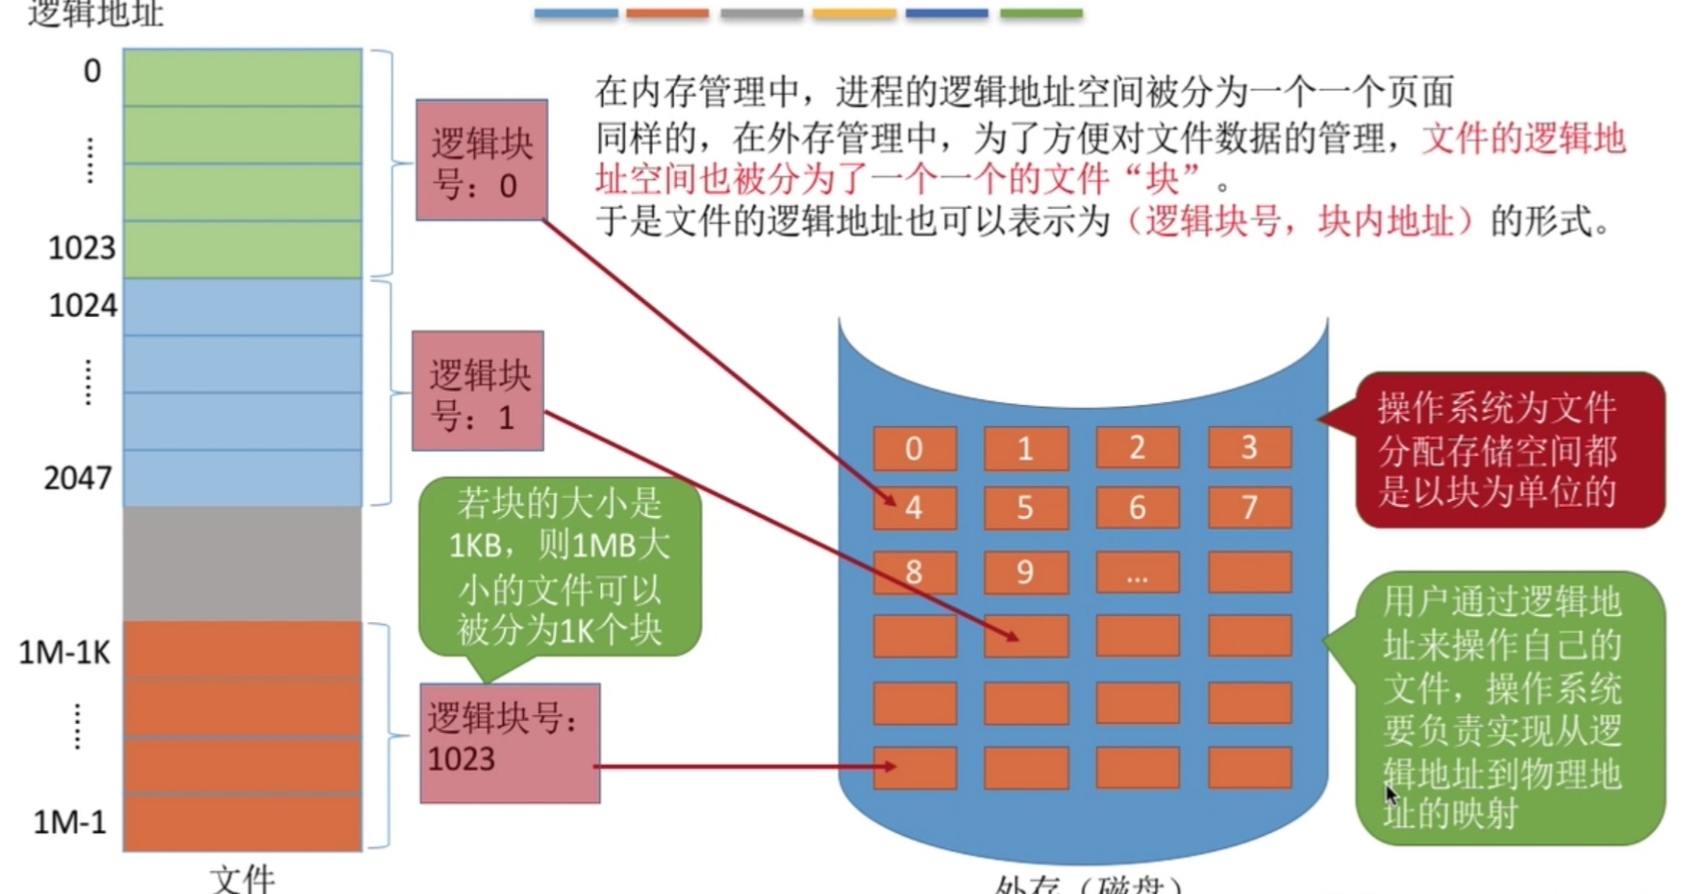 逻辑地址
0
......
1023
1024
......
2047
1M-1K
......
1M-1
文件
逻辑块
号：0
逻辑块
号：1
若块的大小是
1KB，则1MB大
小的文件可以
被分为1K个块
逻辑块号：
1023
在内存管理中，进程的逻辑地址空间被分为一个一个页面
同样的，在外存管理中，为了方便对文件数据的管理，文件的逻辑地
址空间也被分为了一个一个的文件“块”。
于是文件的逻辑地址也可以表示为（逻辑块号，块内地址）的形式。
0 1 2 3
4 5 6 7
8 9 ...
外存（磁盘）
操作系统为文件
分配存储空间都
是以块为单位的
用户通过逻辑地
址来操作自己的
文件，操作系统
要负责实现从逻
辑地址到物理地
址的映射